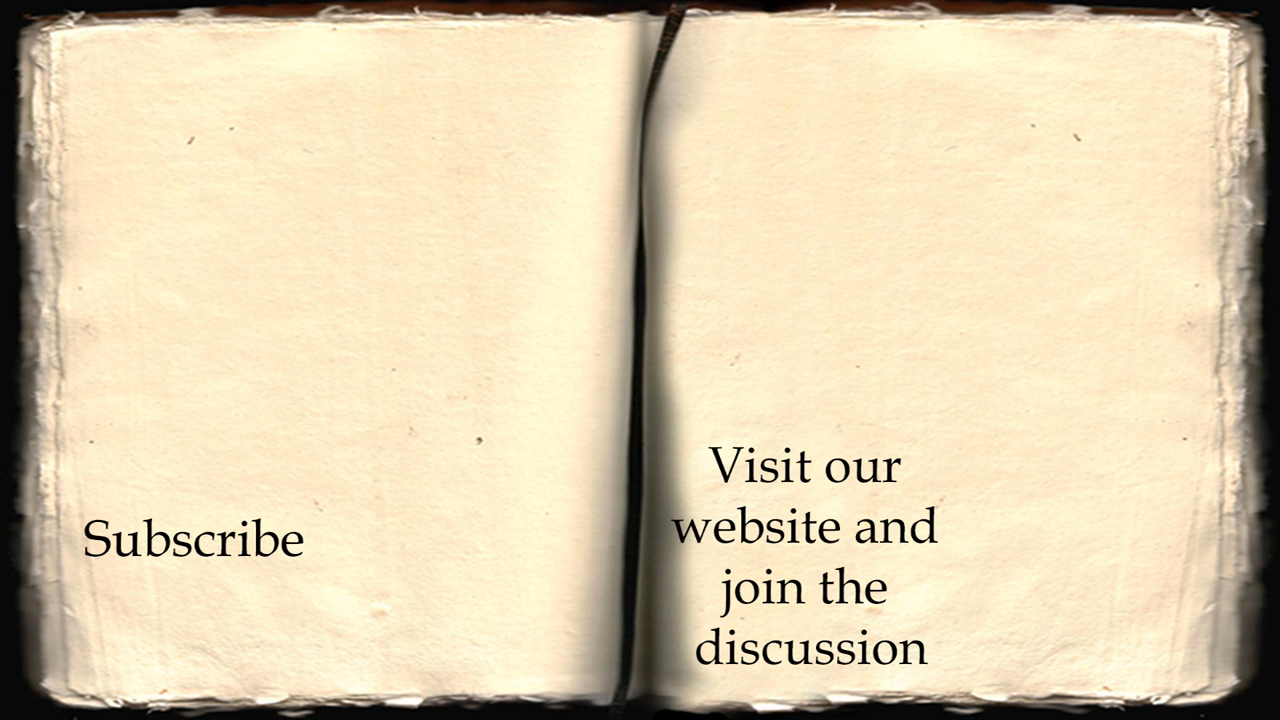 Subscribe
Visit our
website and
join the
discussion